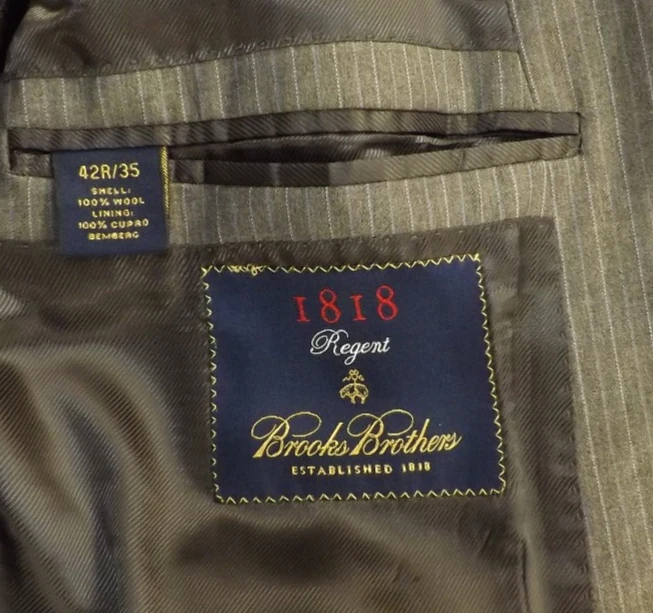 42R/35
SHELL:
100% WOOL
LINING:
100% CUPRO
BEMBERG
1818
Regent
Brooks Brothers
ESTABLISHED 1818